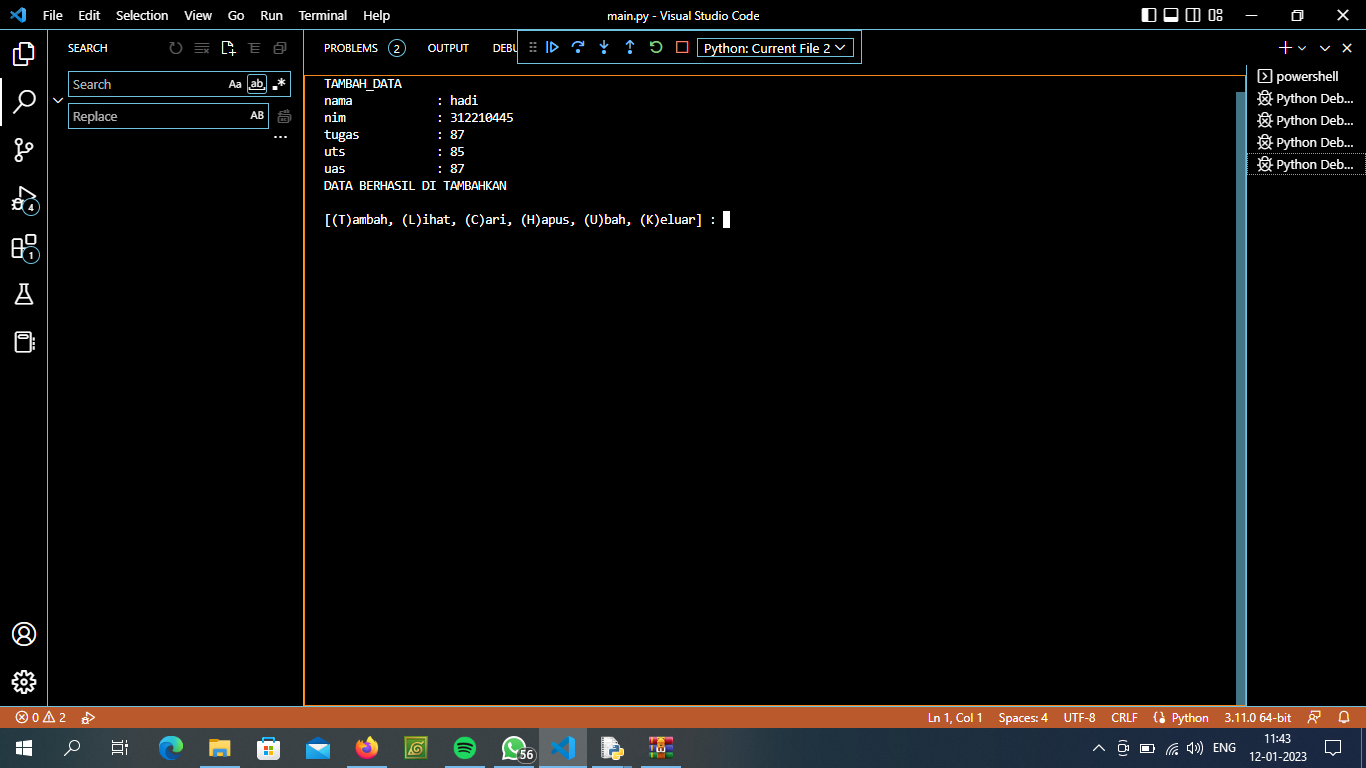 File Edit Selection View Go Run Terminal Help
main.py - Visual Studio Code
SEARCH
Search
Aa ab .*
Replace
AB
...
PROBLEMS 2 OUTPUT DEBU
Python: Current File 2
TAMBAH_DATA
nama : hadi
nim : 312210445
tugas : 87
uts : 85
uas : 87
DATA BERHASIL DI TAMBAHKAN
[(T)ambah, (L)ihat, (C)ari, (H)apus, (U)bah, (K)eluar] :
powershell
Python Deb...
Python Deb...
Python Deb...
Python Deb...
4
1
0 2
Ln 1, Col 1 Spaces: 4 UTF-8 CRLF Python 3.11.0 64-bit
56
ENG
11:43
12-01-2023